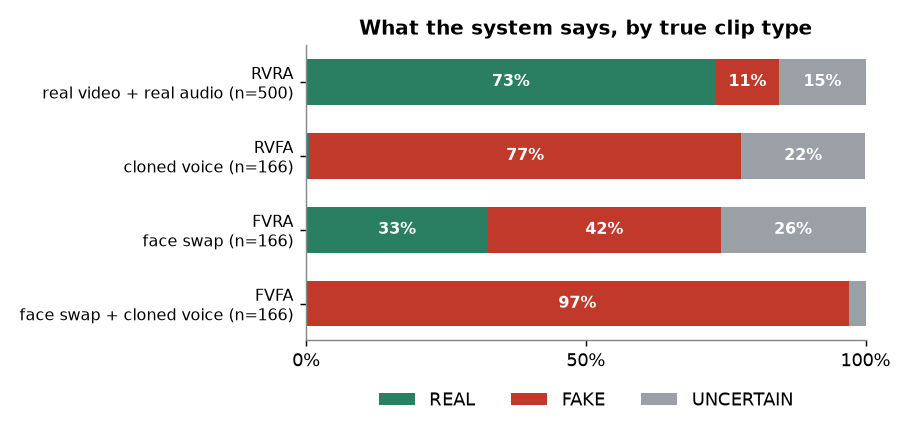 What the system says, by true clip type
RVRA
real video + real audio (n=500)
73% 11% 15%
RVFA
cloned voice (n=166)
77% 22%
FVRA
face swap (n=166)
33% 42% 26%
FVFA
face swap + cloned voice (n=166)
97%
0% 50% 100%
REAL FAKE UNCERTAIN